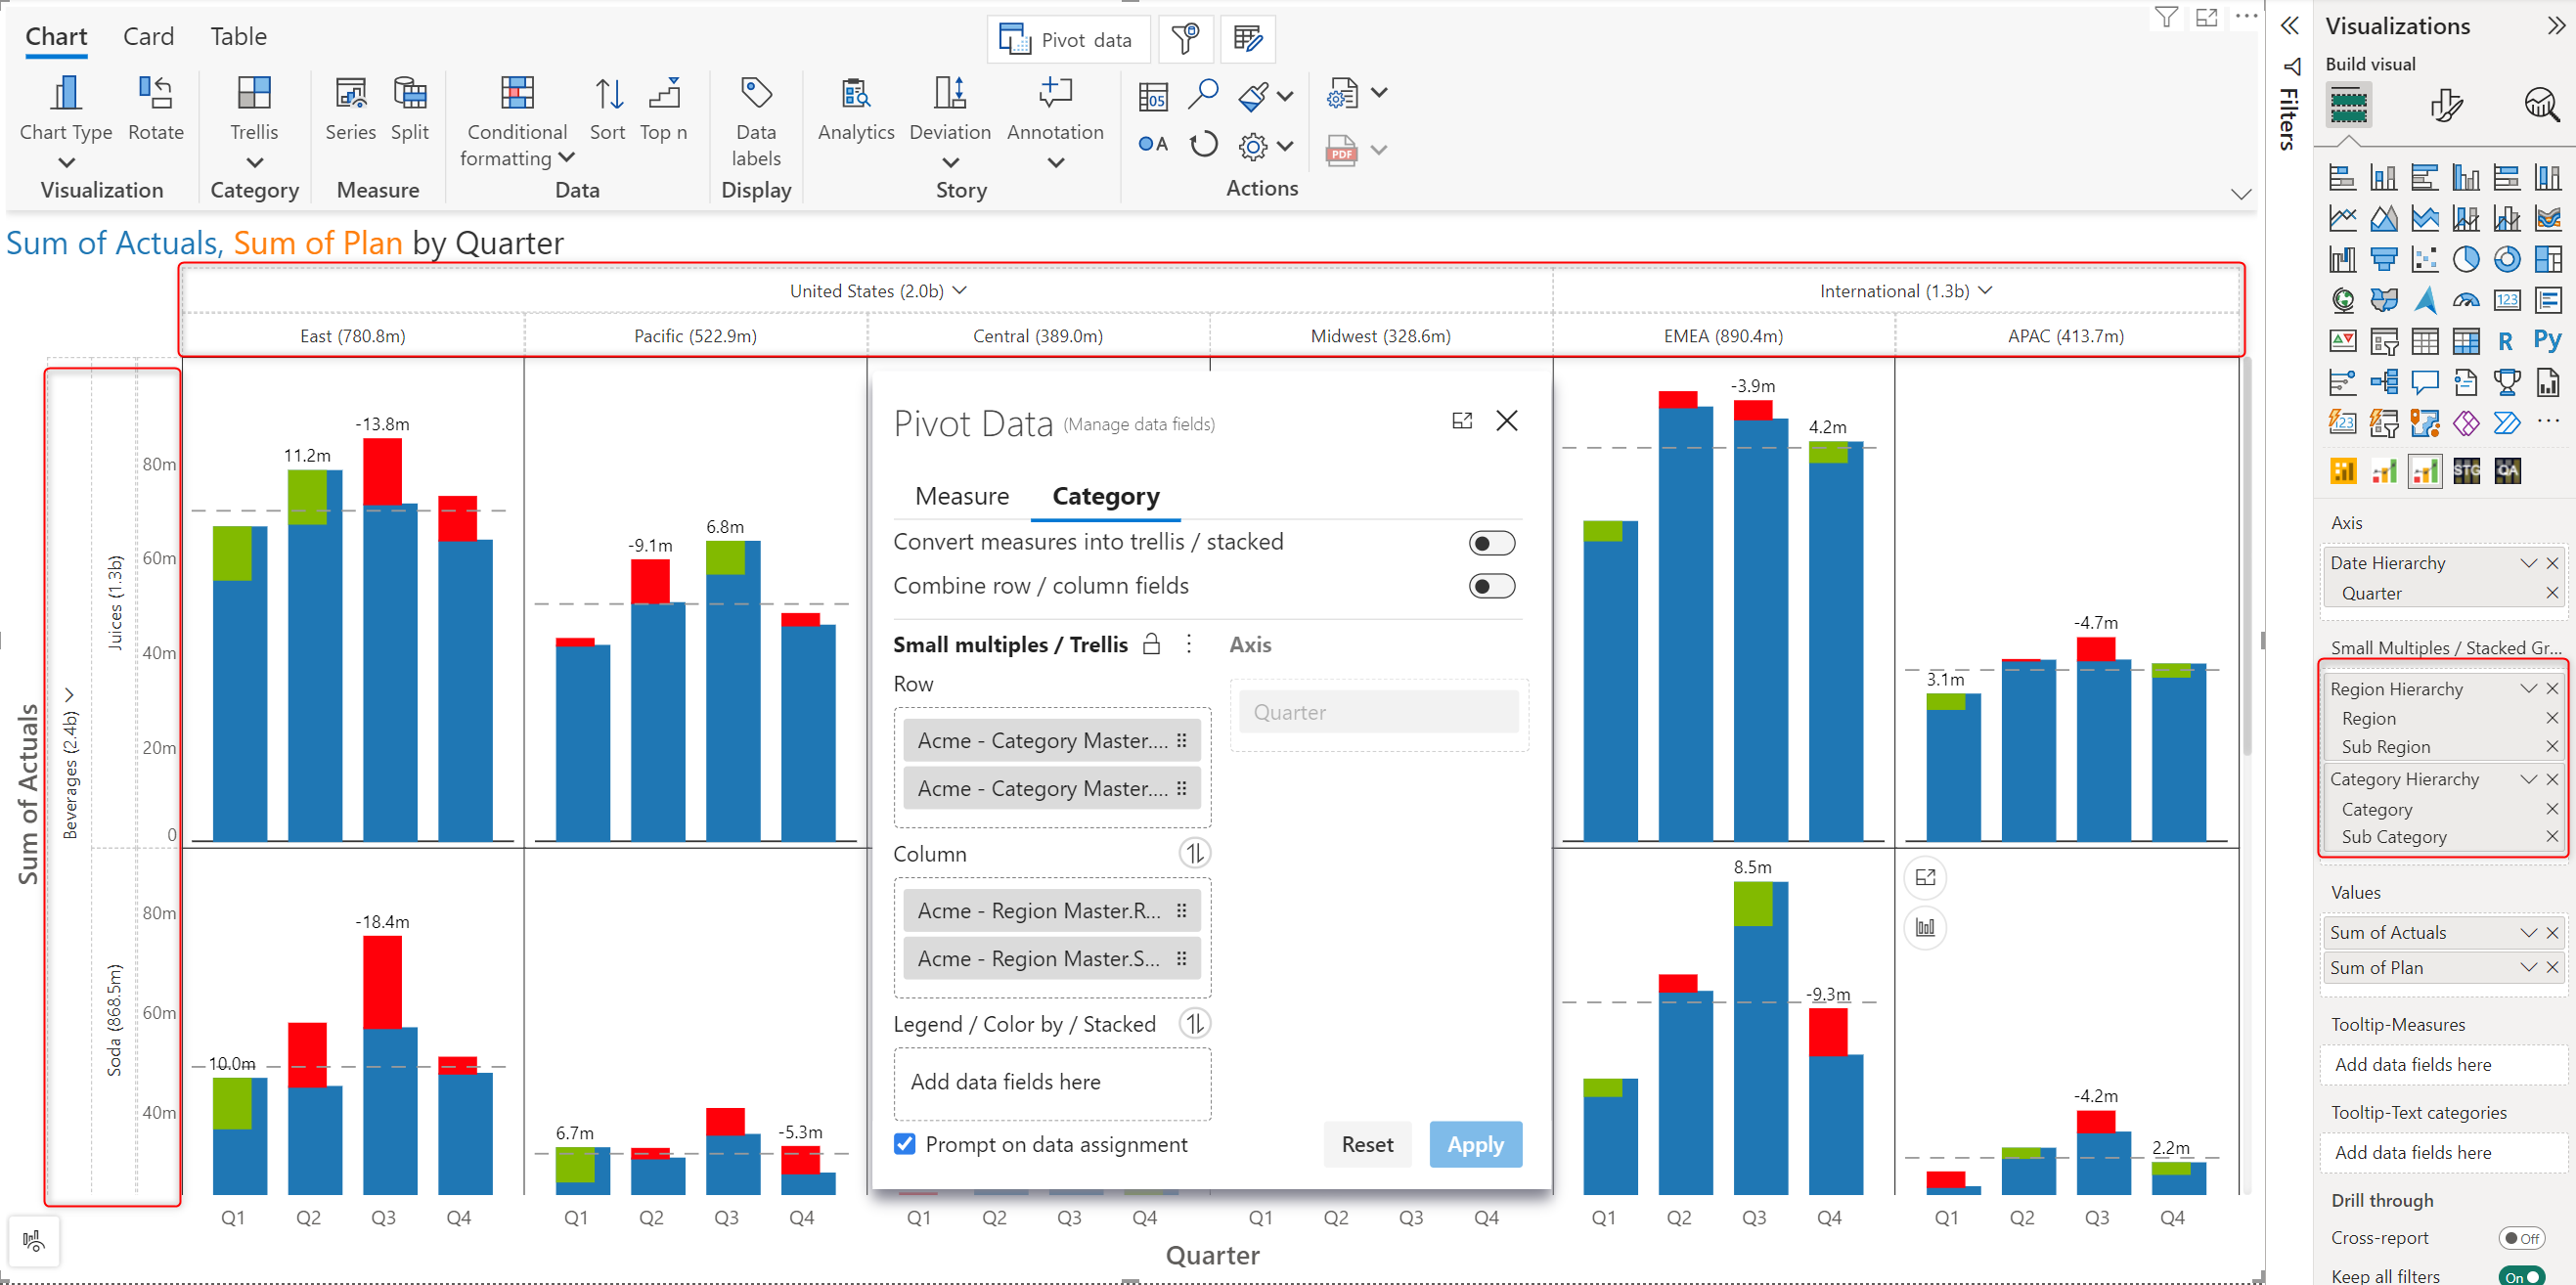 Chart Card Table
Pivot data
Chart Type Rotate
Trellis
Series Split
Conditional formatting Sort Top n
Data labels
Analytics Deviation Annotation
05
A
PDF
Visualization Category Measure Data Display Story Actions
Sum of Actuals, Sum of Plan by Quarter
United States (2.0b) International (1.3b)
East (780.8m) Pacific (522.9m) Central (389.0m) Midwest (328.6m) EMEA (890.4m) APAC (413.7m)
Sum of Actuals
Beverages (2.4b)
Juices (1.3b)
80m
60m
40m
20m
0
11.2m
-13.8m
-9.1m
6.8m
-3.9m
4.2m
3.1m
-4.7m
Soda (868.5m)
80m
60m
40m
10.0m
-18.4m
6.7m
-5.3m
8.5m
-9.3m
-4.2m
2.2m
Q1 Q2 Q3 Q4 Q1 Q2 Q3 Q4 Q1 Q2 Q3 Q4 Q1 Q2 Q3 Q4 Q1 Q2 Q3 Q4 Q1 Q2 Q3 Q4
Quarter
Pivot Data (Manage data fields)
Measure Category
Convert measures into trellis / stacked
Combine row / column fields
Small multiples / Trellis
Axis
Row
Quarter
Acme - Category Master....
Acme - Category Master....
Column
Acme - Region Master.R...
Acme - Region Master.S...
Legend / Color by / Stacked
Add data fields here
Prompt on data assignment
Reset Apply
Filters
Visualizations
Build visual
123
R Py
123
STG QA
Axis
Date Hierarchy
Quarter
Small Multiples / Stacked Gr...
Region Hierarchy
Region
Sub Region
Category Hierarchy
Category
Sub Category
Values
Sum of Actuals
Sum of Plan
Tooltip-Measures
Add data fields here
Tooltip-Text categories
Add data fields here
Drill through
Cross-report Off
Keep all filters On